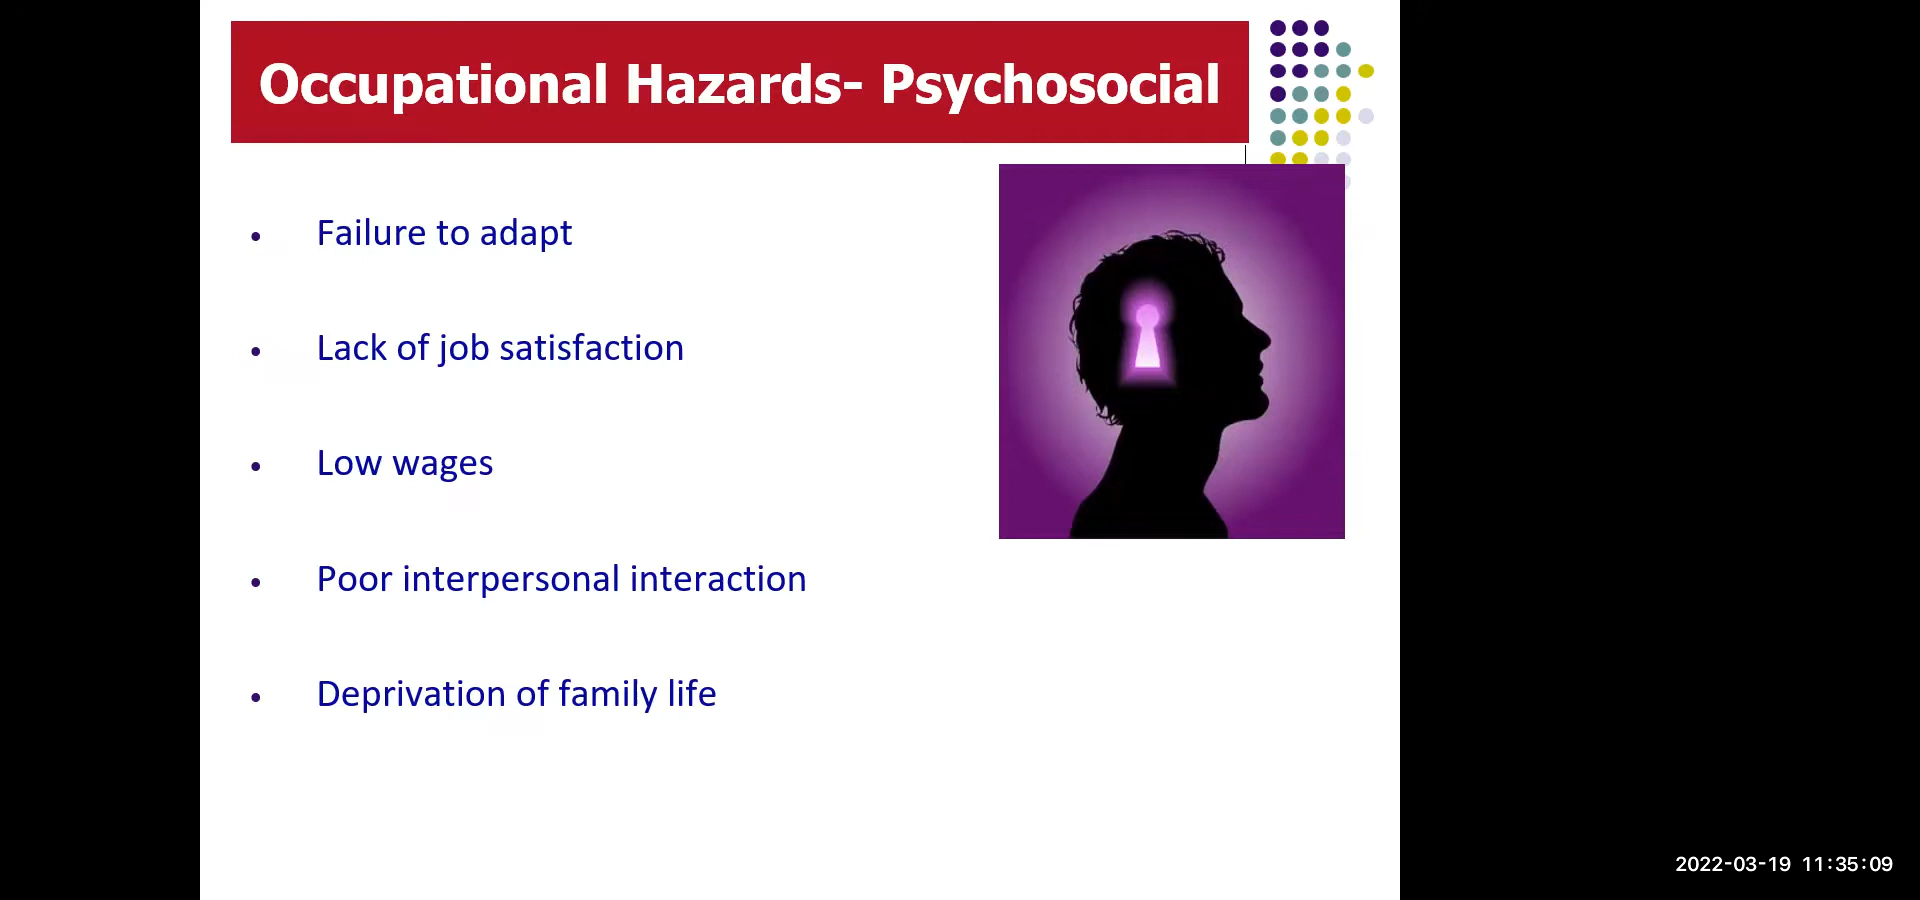 Occupational Hazards- Psychosocial
• Failure to adapt
• Lack of job satisfaction
• Low wages
• Poor interpersonal interaction
• Deprivation of family life
2022-03-19 11:35:09